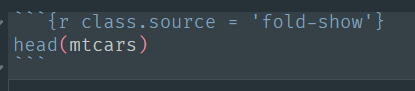 ```{r class.source = 'fold-show'}
head(mtcars)
```